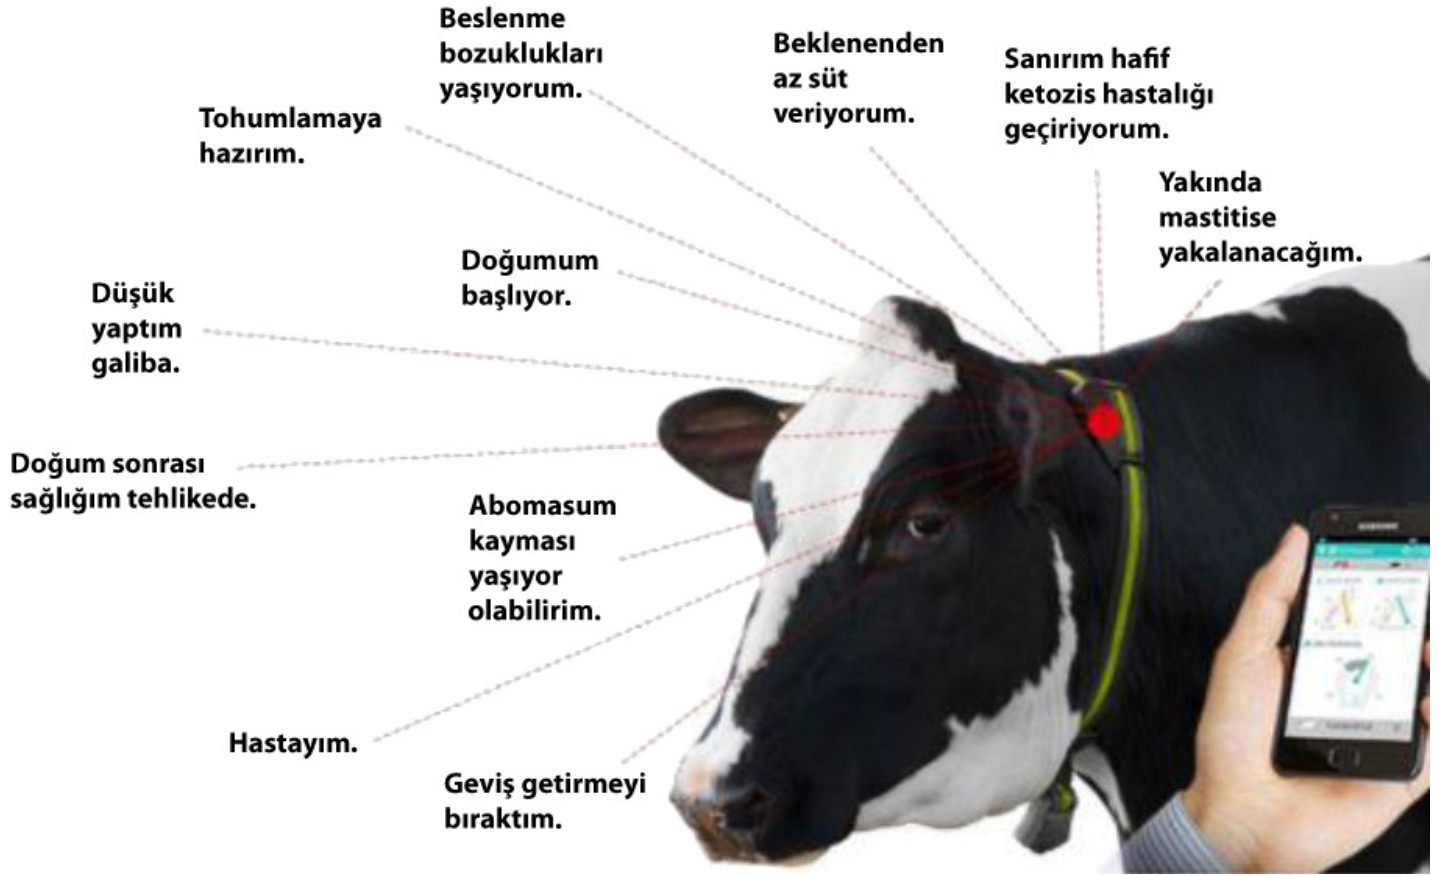 Beslenme
bozuklukları
yaşıyorum.
Beklenenden
az süt
veriyorum.
Sanırım hafif
ketozis hastalığı
geçiriyorum.
Tohumlamaya
hazırım.
Yakında
mastitise
yakalanacağım.
Doğumum
başlıyor.
Düşük
yaptım
galiba.
Doğum sonrası
sağlığım tehlikede.
Abomasum
kayması
yaşıyor
olabilirim.
Hastayım.
Geviş getirmeyi
bıraktım.
SAMSUNG